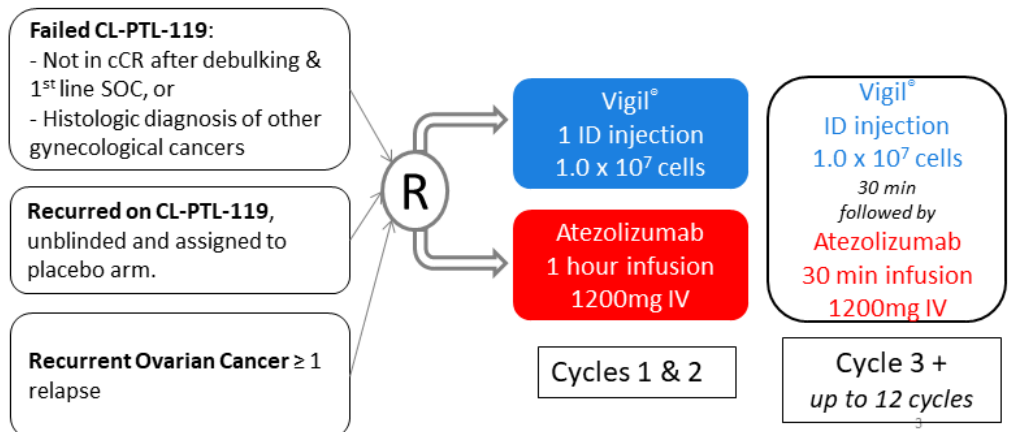 Failed CL-PTL-119:
- Not in cCR after debulking &
1st line SOC, or
- Histologic diagnosis of other
gynecological cancers
Recurred on CL-PTL-119,
unblinded and assigned to
placebo arm.
Recurrent Ovarian Cancer ≥ 1
relapse
R
Vigil®
1 ID injection
1.0 x 10⁷ cells
Atezolizumab
1 hour infusion
1200mg IV
Cycles 1 & 2
Vigil®
ID injection
1.0 x 10⁷ cells
30 min
followed by
Atezolizumab
30 min infusion
1200mg IV
Cycle 3 +
up to 12 cycles
3